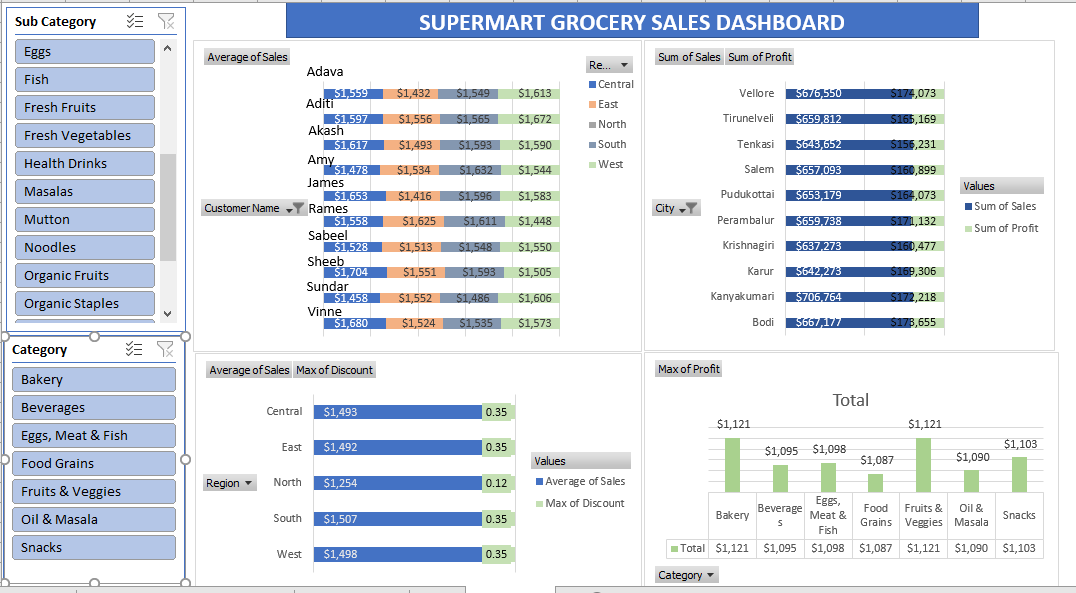 SUPERMART GROCERY SALES DASHBOARD
Sub Category
Eggs
Fish
Fresh Fruits
Fresh Vegetables
Health Drinks
Masalas
Mutton
Noodles
Organic Fruits
Organic Staples
Category
Bakery
Beverages
Eggs, Meat & Fish
Food Grains
Fruits & Veggies
Oil & Masala
Snacks
Average of Sales
Adava
$1,559 $1,432 $1,549 $1,613
Aditi
$1,597 $1,556 $1,565 $1,672
Akash
$1,617 $1,493 $1,593 $1,590
Amy
$1,478 $1,534 $1,632 $1,544
James
$1,653 $1,416 $1,596 $1,583
Customer Name
Rames
$1,558 $1,625 $1,611 $1,448
Sabeel
$1,528 $1,513 $1,548 $1,550
Sheeb
$1,704 $1,551 $1,593 $1,505
Sundar
$1,458 $1,552 $1,486 $1,606
Vinne
$1,680 $1,524 $1,535 $1,573
Re...
Central
East
North
South
West
Sum of Sales Sum of Profit
Vellore $676,550 $174,073
Tirunelveli $659,812 $165,169
Tenkasi $643,652 $156,231
Salem $657,093 $160,899
Pudukottai $653,179 $164,073
City
Perambalur $659,738 $171,132
Krishnagiri $637,273 $160,477
Karur $642,273 $169,306
Kanyakumari $706,764 $172,218
Bodi $667,177 $173,655
Values
Sum of Sales
Sum of Profit
Average of Sales Max of Discount
Central $1,493 0.35
East $1,492 0.35
Region
North $1,254 0.12
South $1,507 0.35
West $1,498 0.35
Values
Average of Sales
Max of Discount
Max of Profit
Total
$1,121 $1,095 $1,098 $1,087 $1,121 $1,090 $1,103
Bakery
Beverage
s
Eggs,
Meat &
Fish
Food
Grains
Fruits &
Veggies
Oil &
Masala
Snacks
Total $1,121 $1,095 $1,098 $1,087 $1,121 $1,090 $1,103
Category